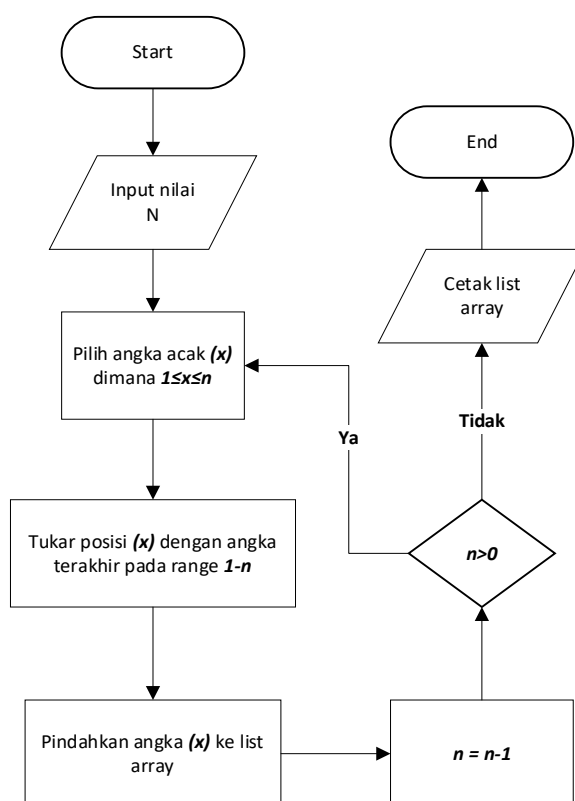 Start
Input nilai
N
Pilih angka acak (x)
dimana 1≤x≤n
Tukar posisi (x) dengan angka
terakhir pada range 1-n
Pindahkan angka (x) ke list
array
n = n-1
n>0
Ya
Tidak
Cetak list
array
End